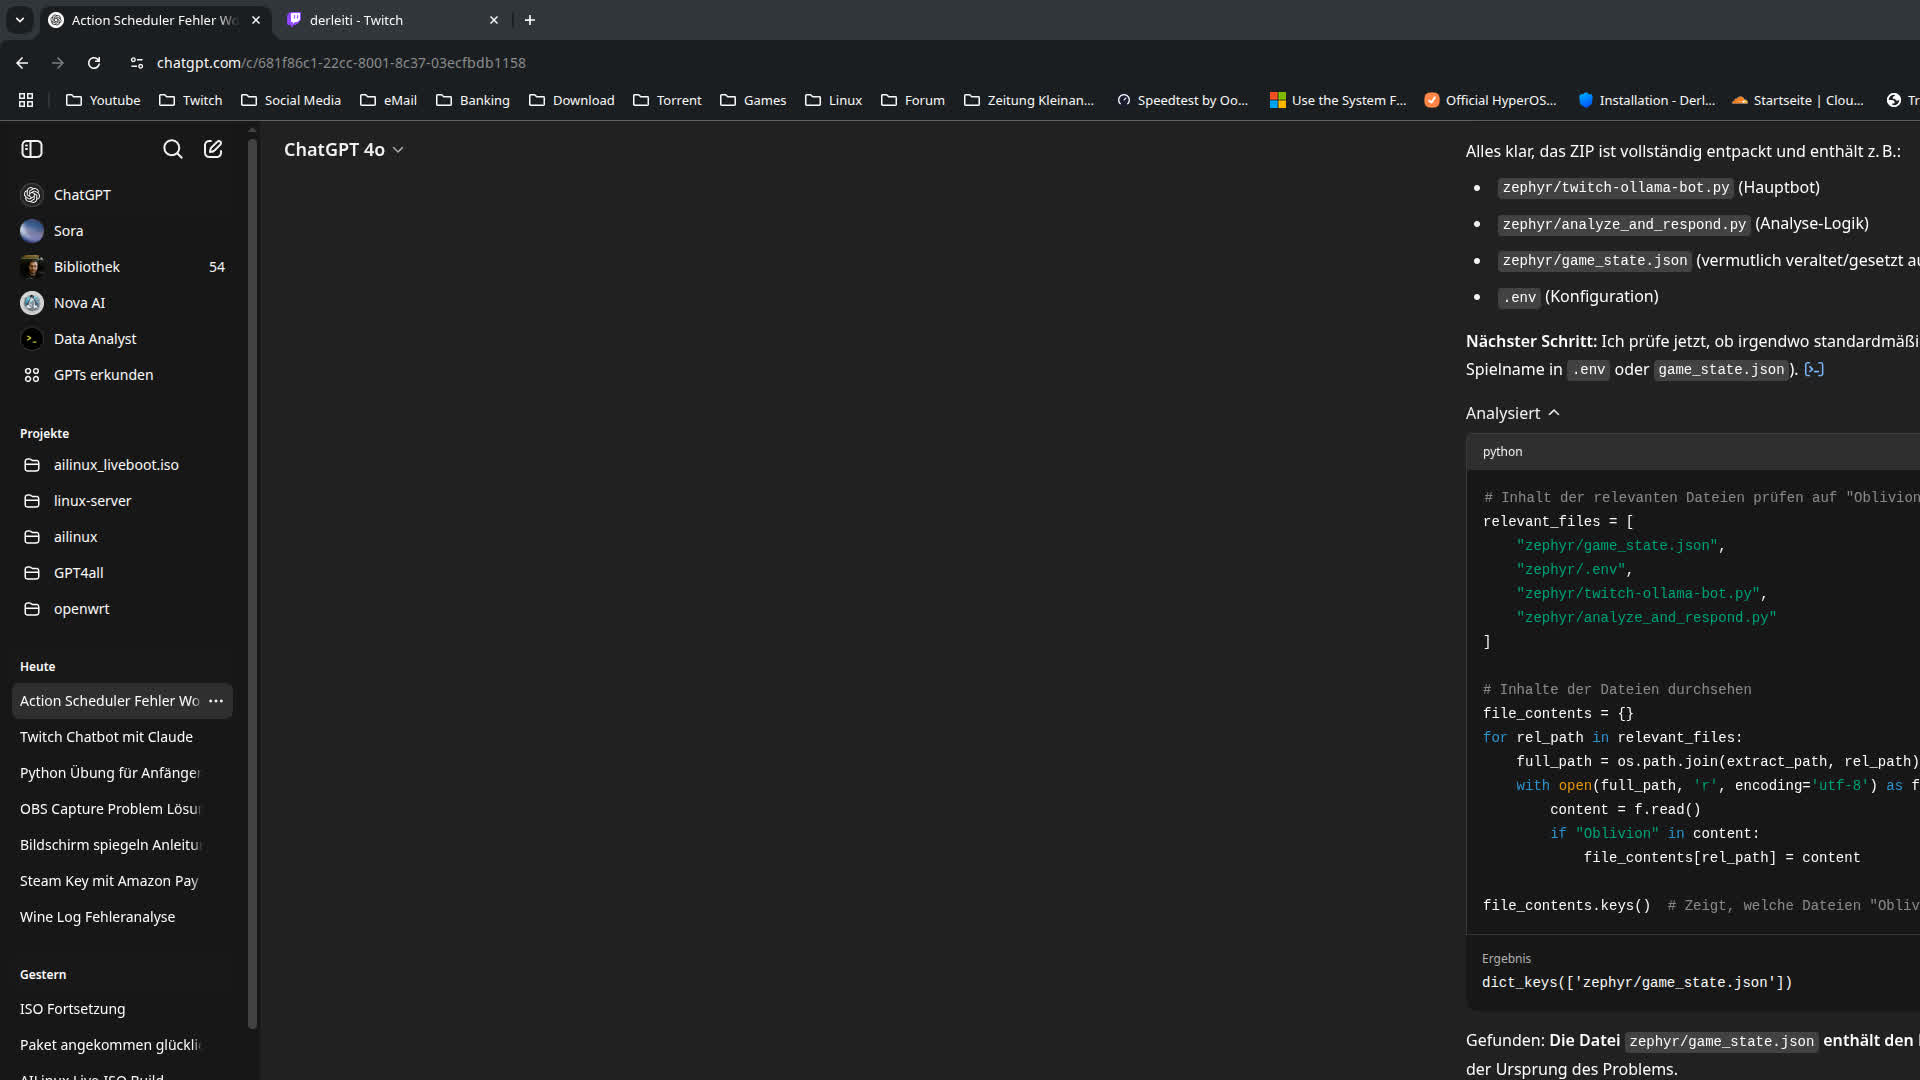 Action Scheduler Fehler Wo
derleiti - Twitch
chatgpt.com/c/681f86c1-22cc-8001-8c37-03ecfbdb1158
Youtube
Twitch
Social Media
eMail
Banking
Download
Torrent
Games
Linux
Forum
Zeitung Kleinan...
Speedtest by Oo...
Use the System F...
Official HyperOS...
Installation - Derl...
Startseite | Clou...
Tr
ChatGPT
Sora
Bibliothek 54
Nova AI
Data Analyst
GPTs erkunden
Projekte
ailinux_liveboot.iso
linux-server
ailinux
GPT4all
openwrt
Heute
Action Scheduler Fehler Wo
Twitch Chatbot mit Claude
Python Übung für Anfänger
OBS Capture Problem Lösu
Bildschirm spiegeln Anleitu
Steam Key mit Amazon Pay
Wine Log Fehleranalyse
Gestern
ISO Fortsetzung
Paket angekommen glückli
AILinux Live ISO Build
ChatGPT 4o
Alles klar, das ZIP ist vollständig entpackt und enthält z. B.:
• zephyr/twitch-ollama-bot.py (Hauptbot)
• zephyr/analyze_and_respond.py (Analyse-Logik)
• zephyr/game_state.json (vermutlich veraltet/gesetzt au
• .env (Konfiguration)
Nächster Schritt: Ich prüfe jetzt, ob irgendwo standardmäßi
Spielname in .env oder game_state.json). [>-]
Analysiert
python
# Inhalt der relevanten Dateien prüfen auf "Oblivion
relevant_files = [
    "zephyr/game_state.json",
    "zephyr/.env",
    "zephyr/twitch-ollama-bot.py",
    "zephyr/analyze_and_respond.py"
]
# Inhalte der Dateien durchsehen
file_contents = {}
for rel_path in relevant_files:
    full_path = os.path.join(extract_path, rel_path)
    with open(full_path, 'r', encoding='utf-8') as f
        content = f.read()
        if "Oblivion" in content:
            file_contents[rel_path] = content
file_contents.keys()  # Zeigt, welche Dateien "Obliv
Ergebnis
dict_keys(['zephyr/game_state.json'])
Gefunden: Die Datei zephyr/game_state.json enthält den
der Ursprung des Problems.